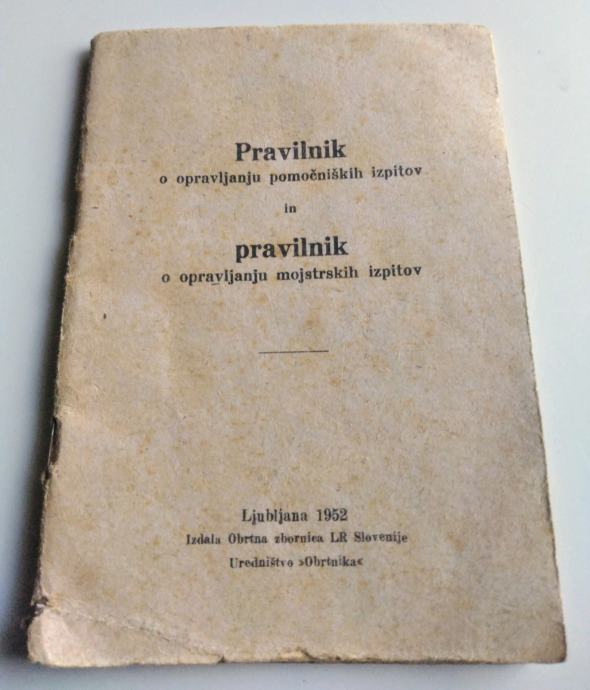 Pravilnik
o opravljanju pomočniških izpitov
in
pravilnik
o opravljanju mojstrskih izpitov
Ljubljana 1952
Izdala Obrtna zbornica LR Slovenije
Uredništvo »Obrtnika«